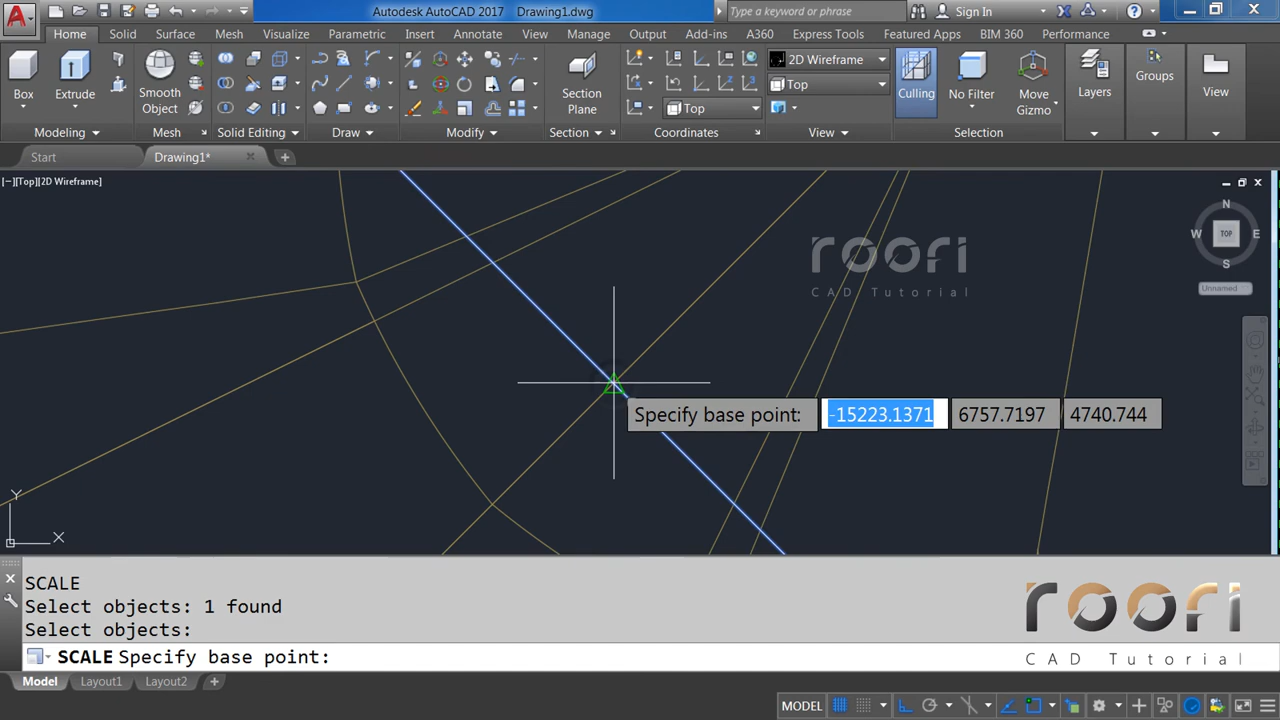 Autodesk AutoCAD 2017 Drawing1.dwg
Type a keyword or phrase
Sign In
Home Solid Surface Mesh Visualize Parametric Insert Annotate View Manage Output Add-ins A360 Express Tools Featured Apps BIM 360 Performance
Box
Extrude
Smooth
Object
Section
Plane
2D Wireframe
Top
Top
Culling
No Filter
Move
Gizmo
Layers
Groups
View
Modeling
Mesh
Solid Editing
Draw
Modify
Section
Coordinates
View
Selection
Start
Drawing1*
[−][Top][2D Wireframe]
N
W TOP E
S
Unnamed
roofi
CAD Tutorial
Specify base point: -15223.1371 6757.7197 4740.744
Y
X
SCALE
Select objects: 1 found
Select objects:
SCALE Specify base point:
roofi
CAD Tutorial
Model Layout1 Layout2
MODEL